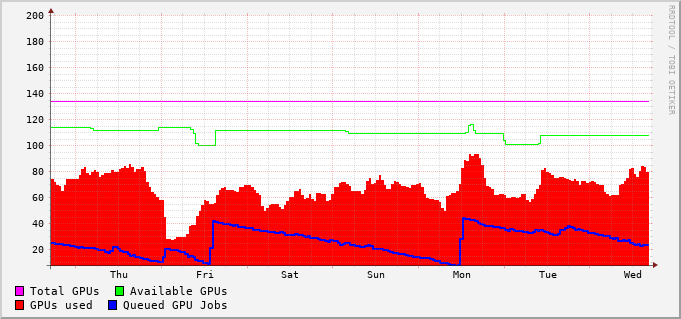 200
180
160
140
120
100
80
60
40
20
Thu Fri Sat Sun Mon Tue Wed
Total GPUs Available GPUs
GPUs used Queued GPU Jobs
RRDTOOL / TOBI OETIKER